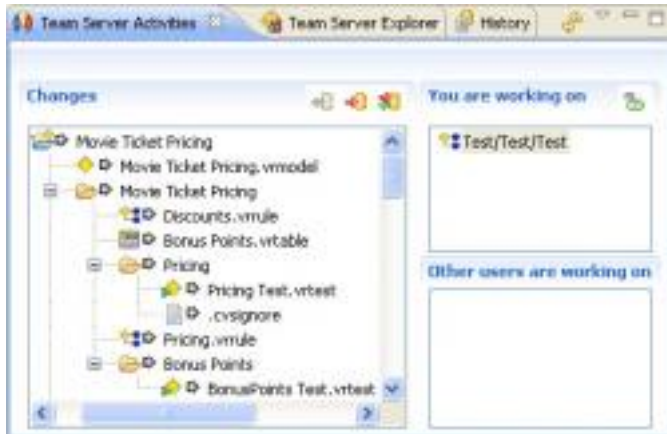 Team Server Activities
Team Server Explorer
History
Changes
You are working on
Movie Ticket Pricing
Movie Ticket Pricing.vrmodel
Movie Ticket Pricing
Discounts.vrrule
Bonus Points.vrtable
Pricing
Pricing Test.vrtest
.cvsignore
Pricing.vrrule
Bonus Points
BonusPoints Test.vrtest
Test/Test/Test
Other users are working on